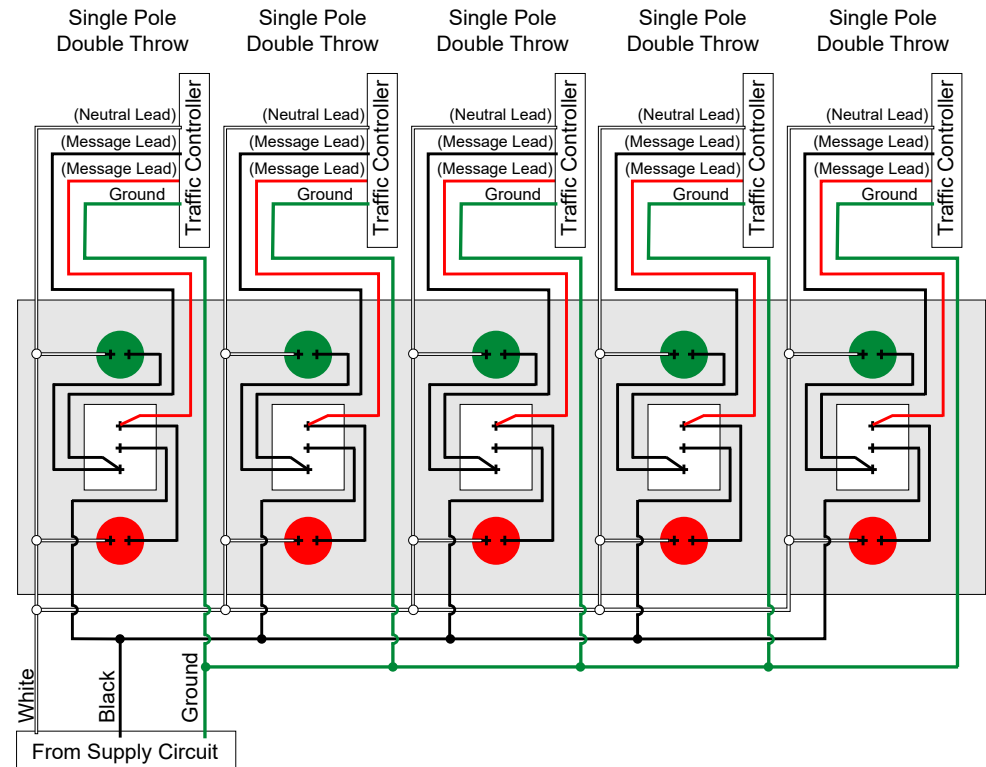 Single Pole
Double Throw
Single Pole
Double Throw
Single Pole
Double Throw
Single Pole
Double Throw
Single Pole
Double Throw
(Neutral Lead)
(Message Lead)
(Message Lead)
Ground
Traffic Controller
(Neutral Lead)
(Message Lead)
(Message Lead)
Ground
Traffic Controller
(Neutral Lead)
(Message Lead)
(Message Lead)
Ground
Traffic Controller
(Neutral Lead)
(Message Lead)
(Message Lead)
Ground
Traffic Controller
(Neutral Lead)
(Message Lead)
(Message Lead)
Ground
Traffic Controller
White
Black
Ground
From Supply Circuit